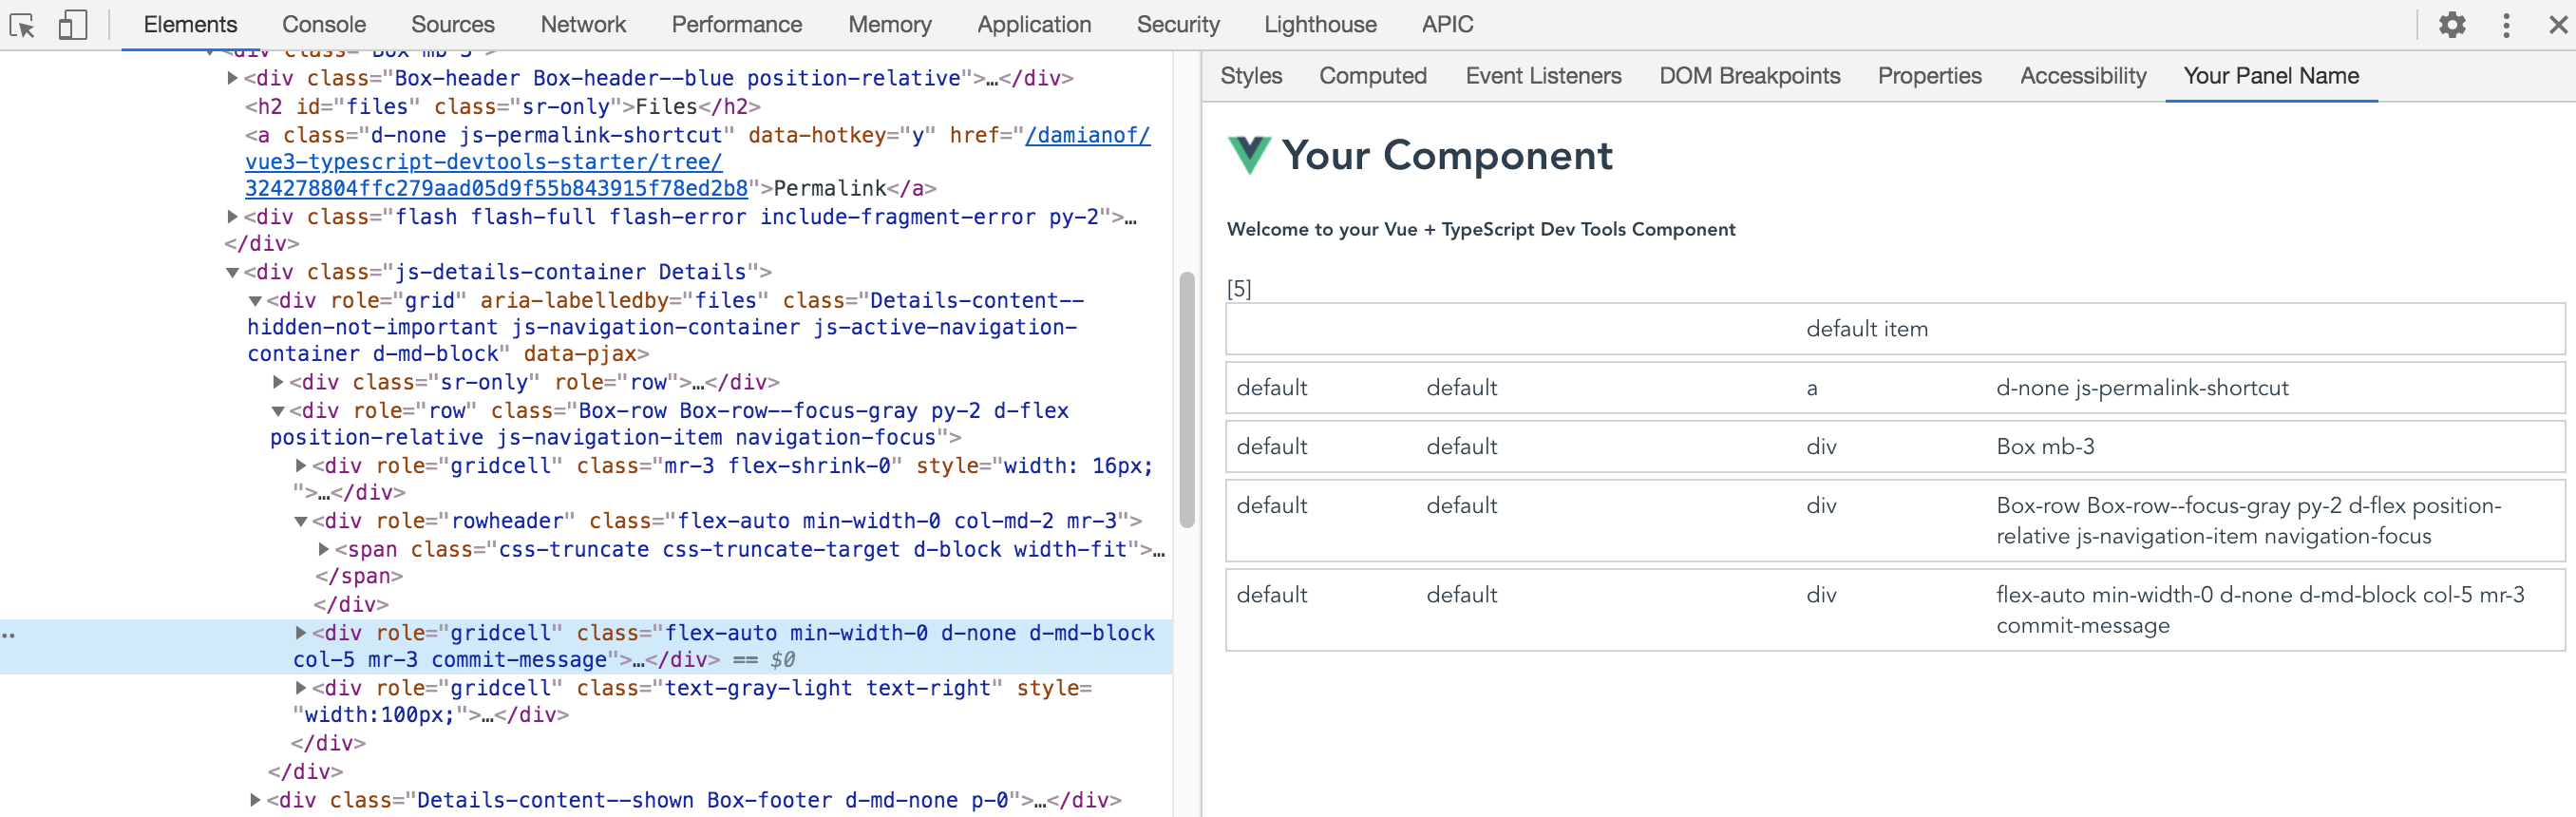 Elements Console Sources Network Performance Memory Application Security Lighthouse APIC
<div class="Box mb-3">
<div class="Box-header Box-header--blue position-relative">…</div>
<h2 id="files" class="sr-only">Files</h2>
<a class="d-none js-permalink-shortcut" data-hotkey="y" href="/damianof/
vue3-typescript-devtools-starter/tree/
324278804ffc279aad05d9f55b843915f78ed2b8">Permalink</a>
<div class="flash flash-full flash-error include-fragment-error py-2">…
</div>
<div class="js-details-container Details">
<div role="grid" aria-labelledby="files" class="Details-content--
hidden-not-important js-navigation-container js-active-navigation-
container d-md-block" data-pjax>
<div class="sr-only" role="row">…</div>
<div role="row" class="Box-row Box-row--focus-gray py-2 d-flex
position-relative js-navigation-item navigation-focus">
<div role="gridcell" class="mr-3 flex-shrink-0" style="width: 16px;
">…</div>
<div role="rowheader" class="flex-auto min-width-0 col-md-2 mr-3">
<span class="css-truncate css-truncate-target d-block width-fit">…
</span>
</div>
<div role="gridcell" class="flex-auto min-width-0 d-none d-md-block
col-5 mr-3 commit-message">…</div> == $0
<div role="gridcell" class="text-gray-light text-right" style=
"width:100px;">…</div>
</div>
</div>
<div class="Details-content--shown Box-footer d-md-none p-0">…</div>
Styles Computed Event Listeners DOM Breakpoints Properties Accessibility Your Panel Name
Your Component
Welcome to your Vue + TypeScript Dev Tools Component
[5]
default item
default default a d-none js-permalink-shortcut
default default div Box mb-3
default default div Box-row Box-row--focus-gray py-2 d-flex position-
relative js-navigation-item navigation-focus
default default div flex-auto min-width-0 d-none d-md-block col-5 mr-3
commit-message